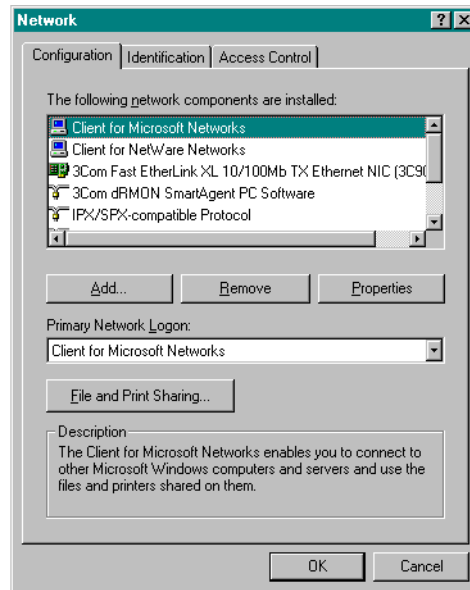 Network
Configuration
Identification
Access Control
The following network components are installed:
Client for Microsoft Networks
Client for NetWare Networks
3Com Fast EtherLink XL 10/100Mb TX Ethernet NIC (3C90
3Com dRMON SmartAgent PC Software
IPX/SPX-compatible Protocol
Add...
Remove
Properties
Primary Network Logon:
Client for Microsoft Networks
File and Print Sharing...
Description
The Client for Microsoft Networks enables you to connect to
other Microsoft Windows computers and servers and use the
files and printers shared on them.
OK
Cancel